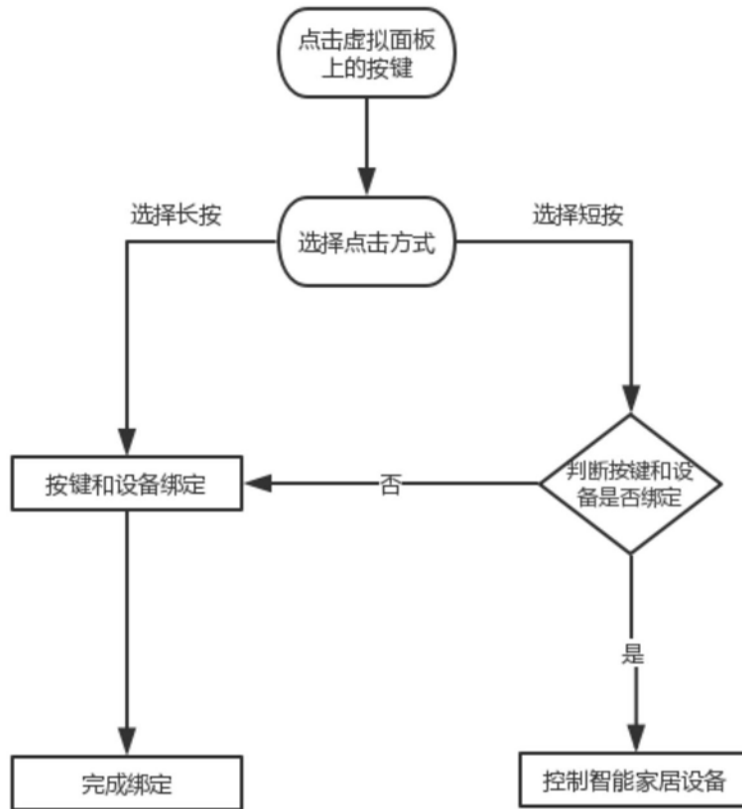 点击虚拟面板
上的按键
选择长按
选择点击方式
选择短按
按键和设备绑定
否
判断按键和设
备是否绑定
是
完成绑定
控制智能家居设备